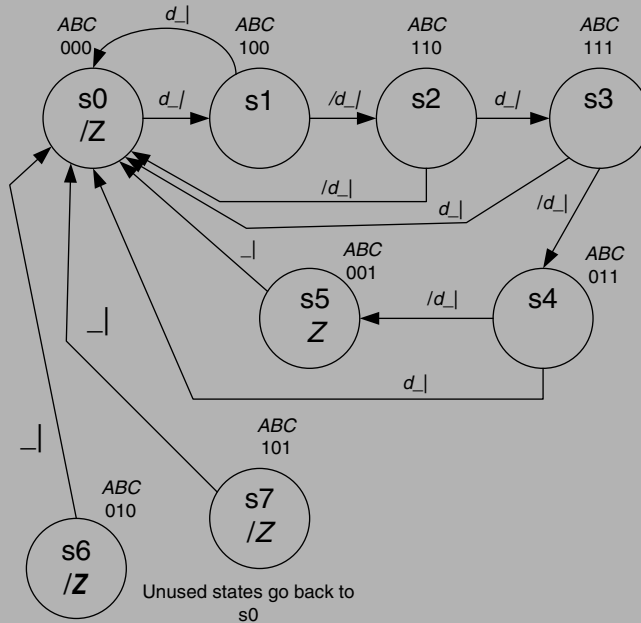 ABC
000
d_|
ABC
100
ABC
110
ABC
111
s0
/Z
d_|
s1
/d_|
s2
d_|
s3
/d_|
d_|
/d_|
_|
ABC
001
ABC
011
s5
Z
/d_|
s4
d_|
_|
_|
ABC
101
ABC
010
s7
/Z
s6
/Z
Unused states go back to
s0